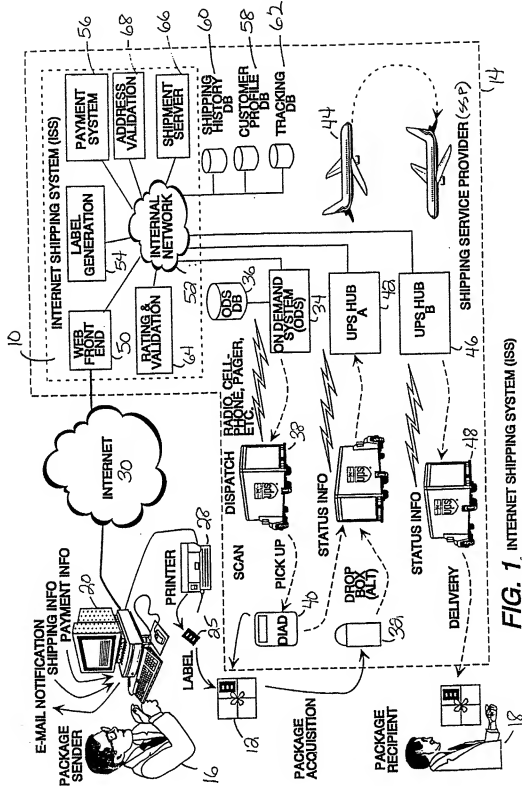 E-MAIL NOTIFICATION
SHIPPING INFO
PAYMENT INFO
PACKAGE
SENDER
20
16
INTERNET
30
PRINTER
28
LABEL
25
12
10
INTERNET SHIPPING SYSTEM (ISS)
WEB
FRONT
END
50
LABEL
GENERATION
54
PAYMENT
SYSTEM
56
ADDRESS
VALIDATION
68
SHIPMENT
SERVER
66
RATING &
VALIDATION
64
INTERNAL
NETWORK
52
SHIPPING
HISTORY
DB
60
CUSTOMER
PROFILE
DB
58
TRACKING
DB
62
ODS
DB
36
ON DEMAND
SYSTEM
(ODS)
34
RADIO, CELL
PHONE, PAGER,
ETC.
DISPATCH
38
SCAN
PICK UP
DIAD
40
UPS HUB
A
42
STATUS INFO
DROP
BOX
(ALT)
PACKAGE
ACQUISITION
UPS HUB
B
46
STATUS INFO
48
DELIVERY
44
SHIPPING SERVICE PROVIDER (SSP)
14
PACKAGE
RECIPIENT
18
FIG. 1. INTERNET SHIPPING SYSTEM (ISS)